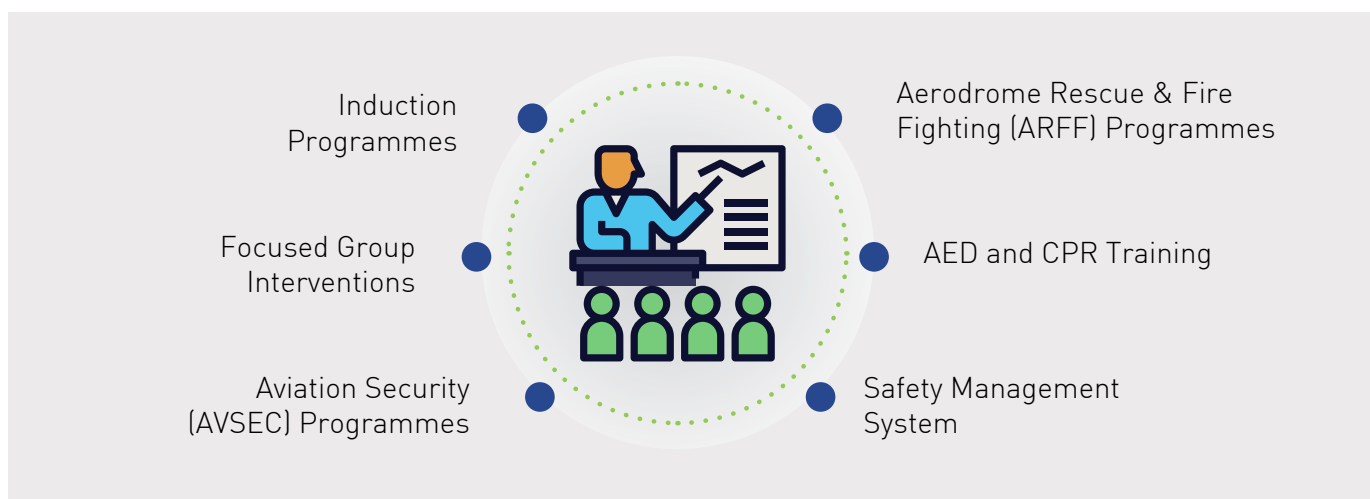 Induction
Programmes
Focused Group
Interventions
Aviation Security
(AVSEC) Programmes
Aerodrome Rescue & Fire
Fighting (ARFF) Programmes
AED and CPR Training
Safety Management
System